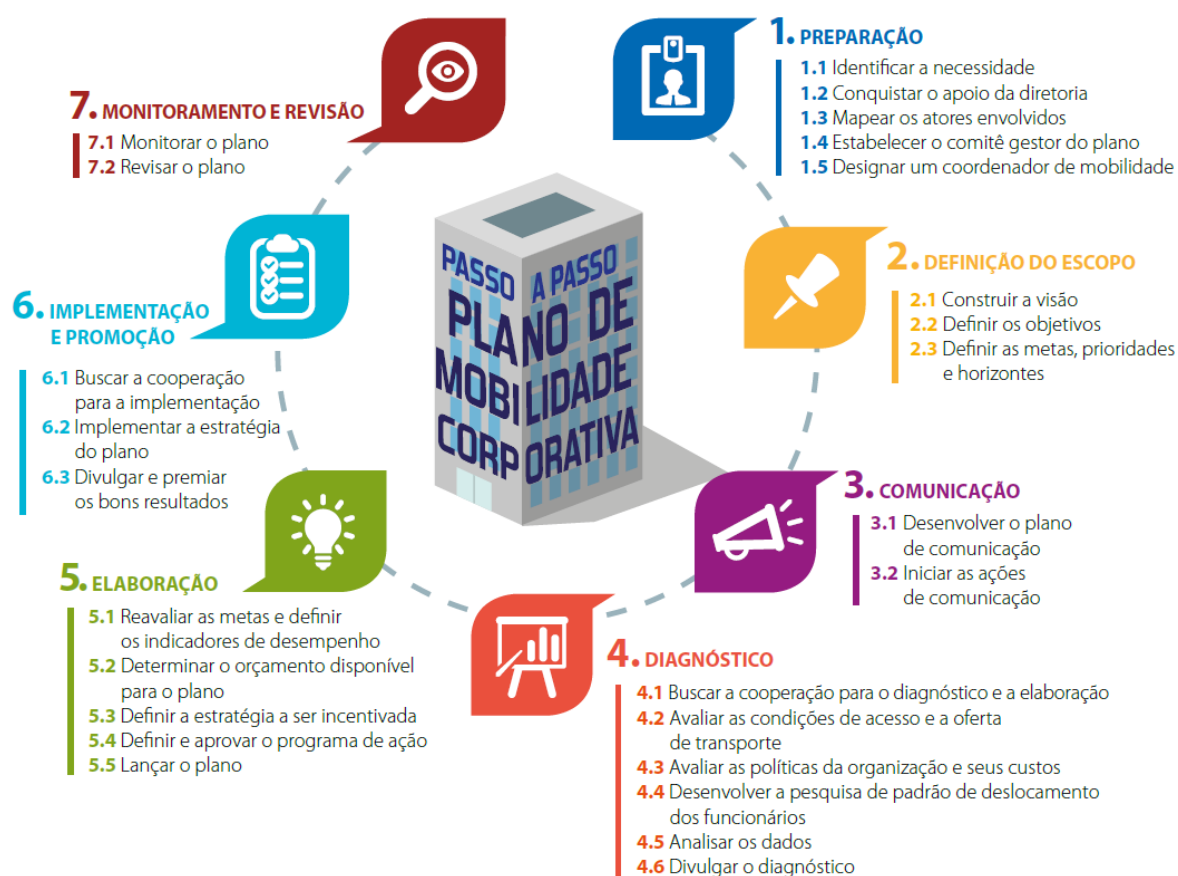 1. PREPARAÇÃO
1.1 Identificar a necessidade
1.2 Conquistar o apoio da diretoria
1.3 Mapear os atores envolvidos
1.4 Estabelecer o comitê gestor do plano
1.5 Designar um coordenador de mobilidade
2. DEFINIÇÃO DO ESCOPO
2.1 Construir a visão
2.2 Definir os objetivos
2.3 Definir as metas, prioridades
e horizontes
3. COMUNICAÇÃO
3.1 Desenvolver o plano
de comunicação
3.2 Iniciar as ações
de comunicação
4. DIAGNÓSTICO
4.1 Buscar a cooperação para o diagnóstico e a elaboração
4.2 Avaliar as condições de acesso e a oferta
de transporte
4.3 Avaliar as políticas da organização e seus custos
4.4 Desenvolver a pesquisa de padrão de deslocamento
dos funcionários
4.5 Analisar os dados
4.6 Divulgar o diagnóstico
5. ELABORAÇÃO
5.1 Reavaliar as metas e definir
os indicadores de desempenho
5.2 Determinar o orçamento disponível
para o plano
5.3 Definir a estratégia a ser incentivada
5.4 Definir e aprovar o programa de ação
5.5 Lançar o plano
6. IMPLEMENTAÇÃO
E PROMOÇÃO
6.1 Buscar a cooperação
para a implementação
6.2 Implementar a estratégia
do plano
6.3 Divulgar e premiar
os bons resultados
7. MONITORAMENTO E REVISÃO
7.1 Monitorar o plano
7.2 Revisar o plano
PASSO A PASSO
PLANO DE
MOBILIDADE
CORPORATIVA